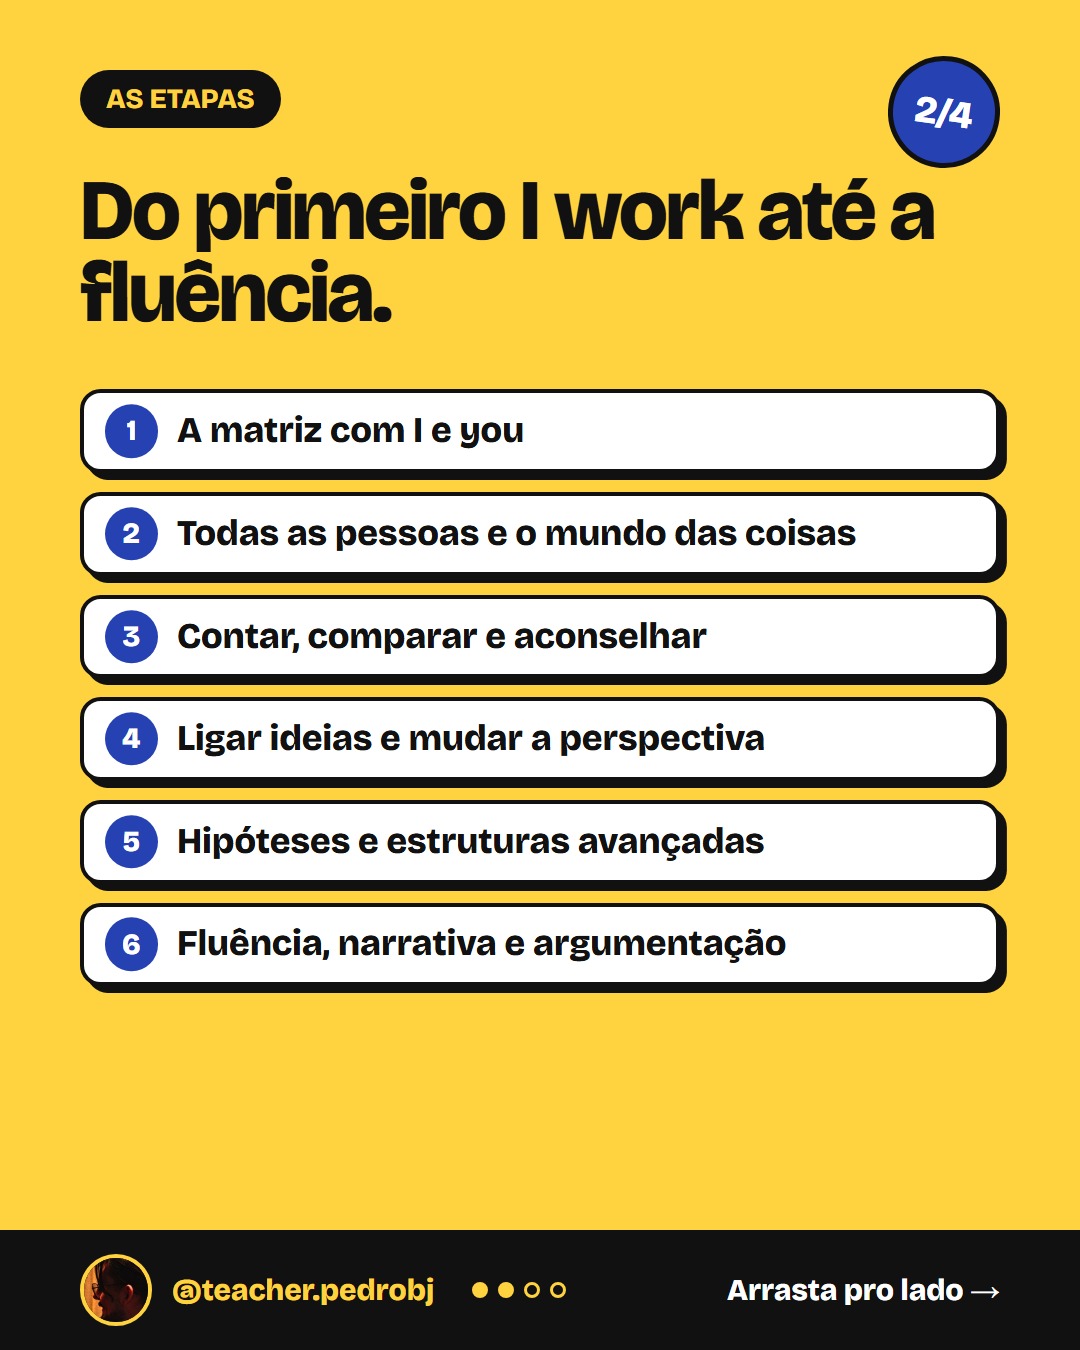 AS ETAPAS
2/4
Do primeiro I work até a
fluência.
1 A matriz com I e you
2 Todas as pessoas e o mundo das coisas
3 Contar, comparar e aconselhar
4 Ligar ideias e mudar a perspectiva
5 Hipóteses e estruturas avançadas
6 Fluência, narrativa e argumentação
@teacher.pedrobj
Arrasta pro lado →